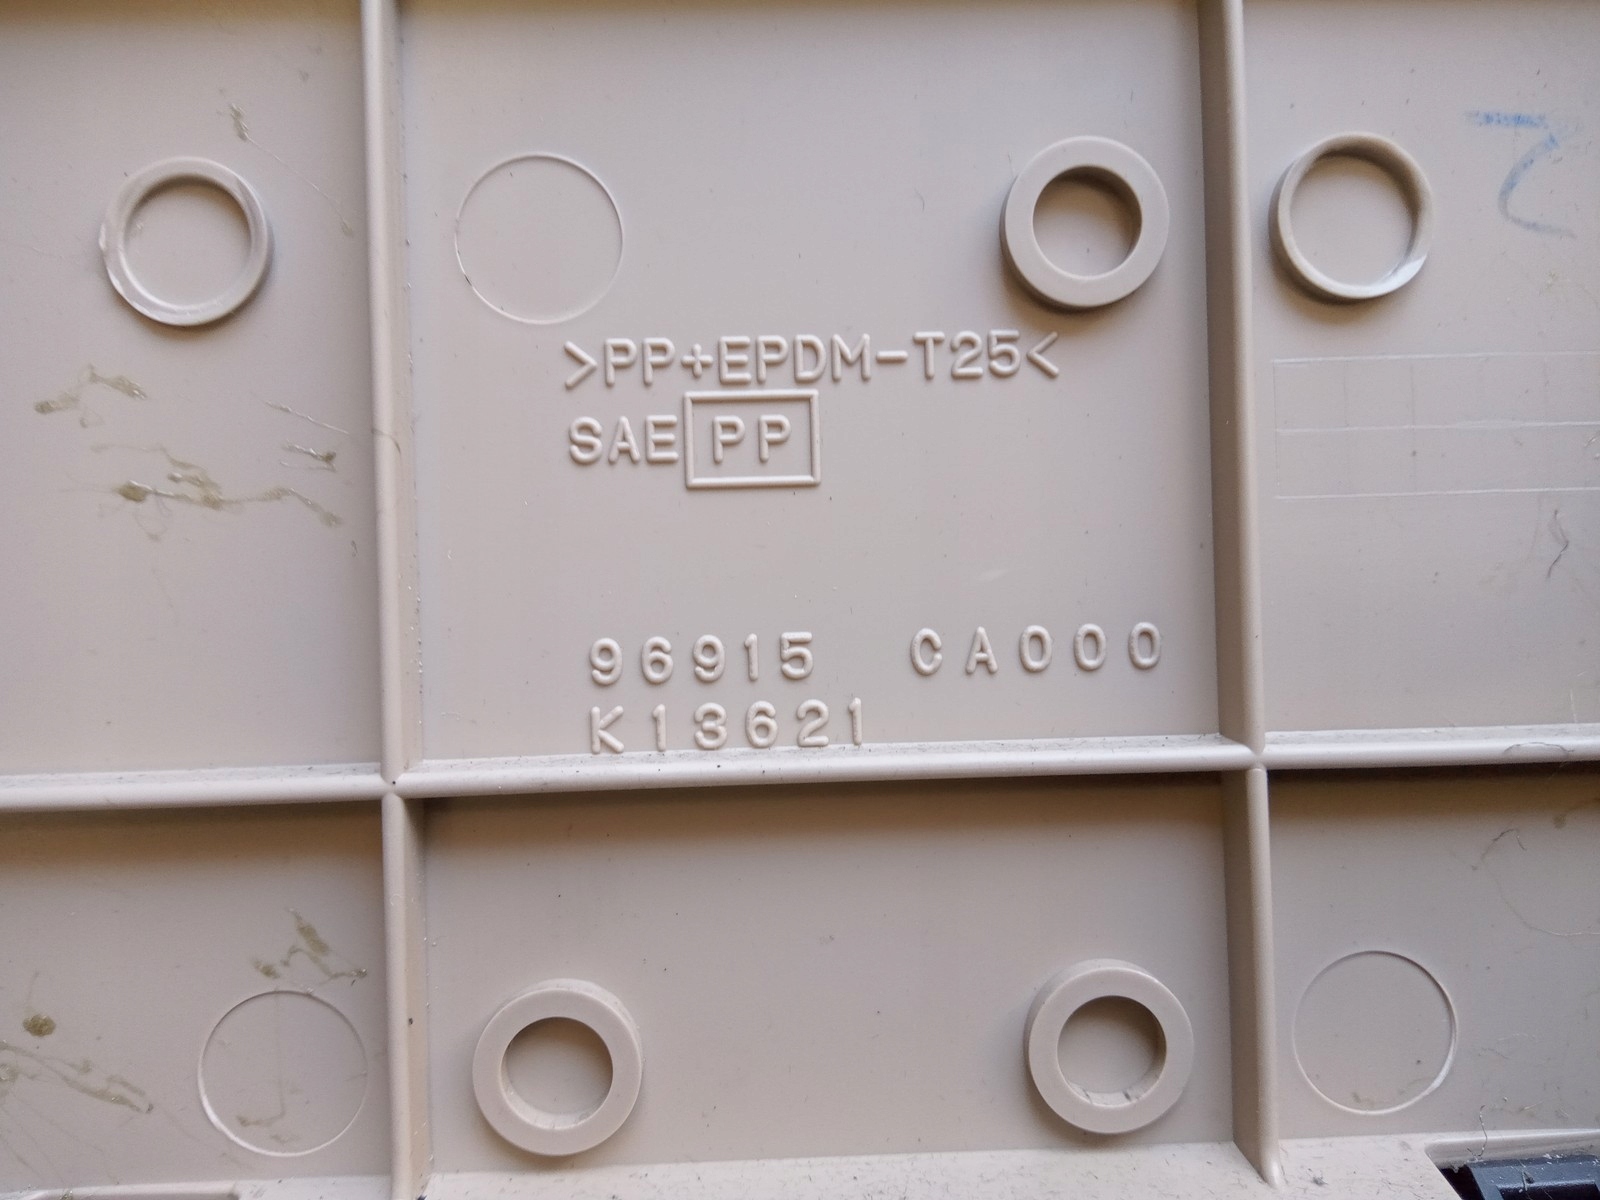 >PP+EPDM-T25<
SAE PP
96915 CA000
K13621